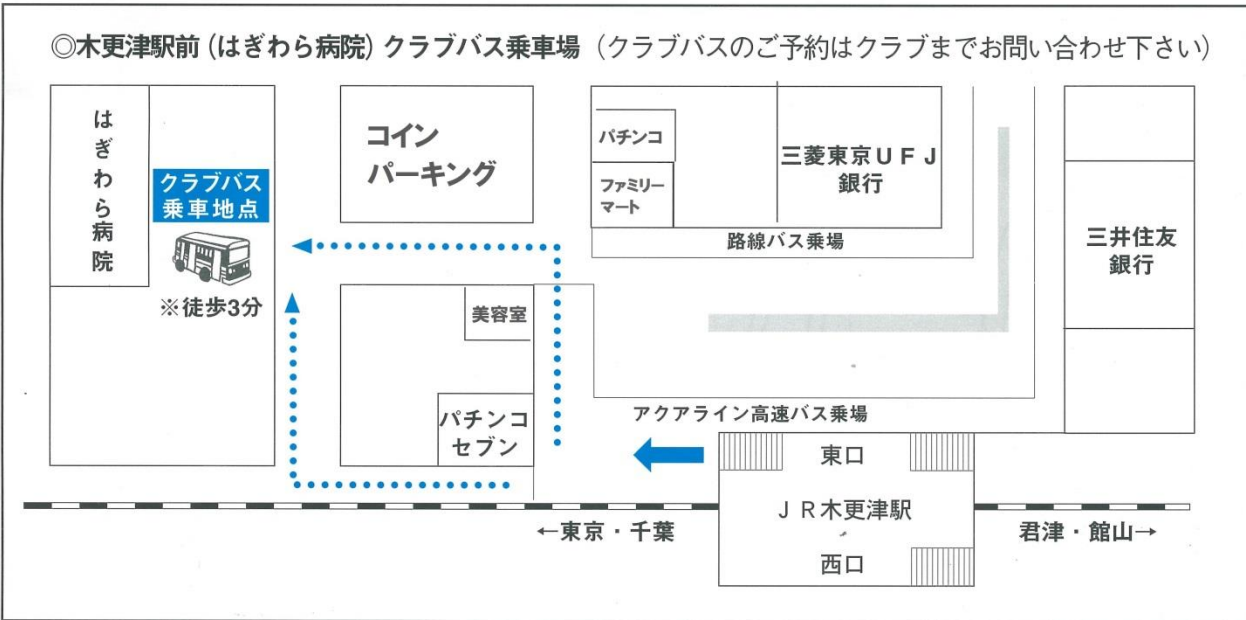 ◎木更津駅前(はぎわら病院)クラブバス乗車場(クラブバスのご予約はクラブまでお問い合わせ下さい)
はぎわら病院
クラブバス
乗車地点
※徒歩3分
コイン
パーキング
パチンコ
ファミリー
マート
三菱東京UFJ
銀行
路線バス乗場
三井住友
銀行
美容室
パチンコ
セブン
アクアライン高速バス乗場
東口
JR木更津駅
西口
←東京・千葉
君津・館山→